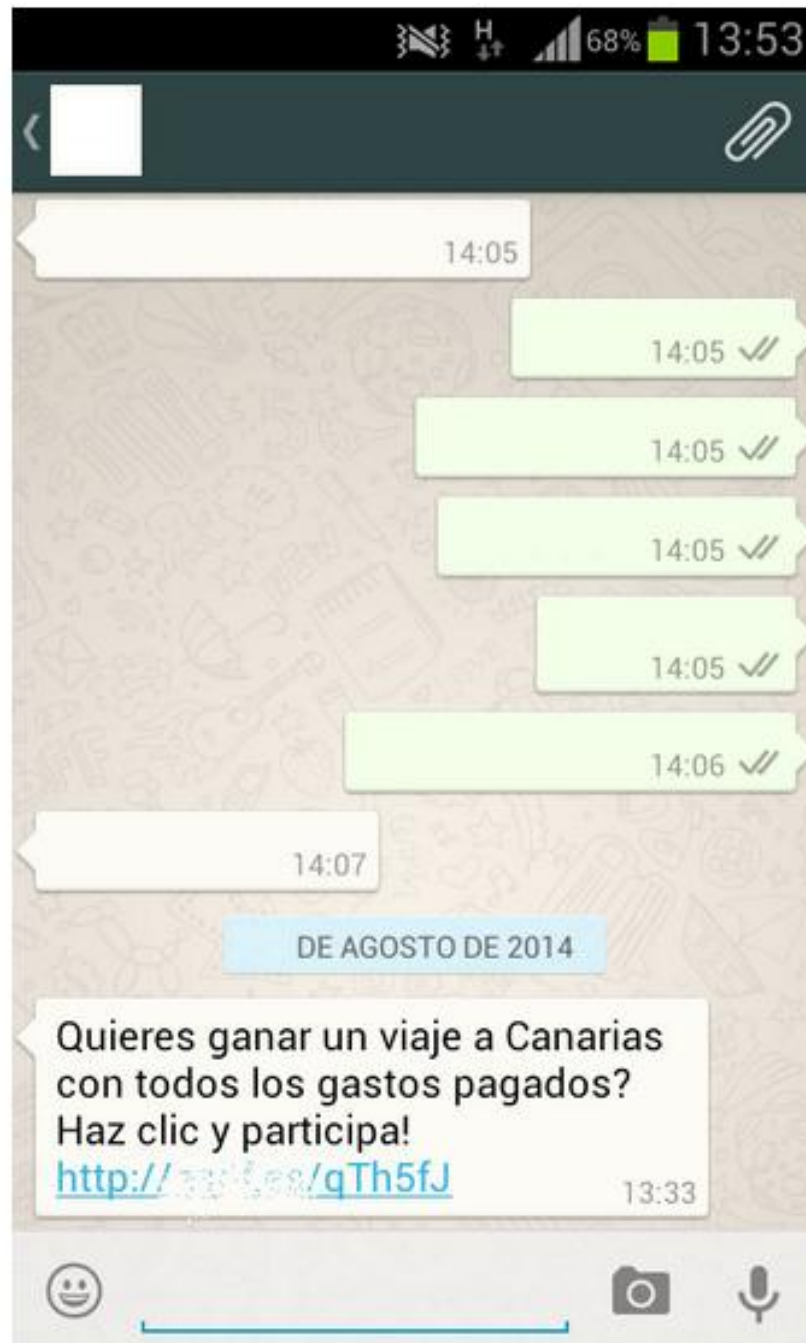 68% 13:53
14:05
14:05
14:05
14:05
14:05
14:06
14:07
DE AGOSTO DE 2014
Quieres ganar un viaje a Canarias
con todos los gastos pagados?
Haz clic y participa!
http:// /qTh5fJ 13:33